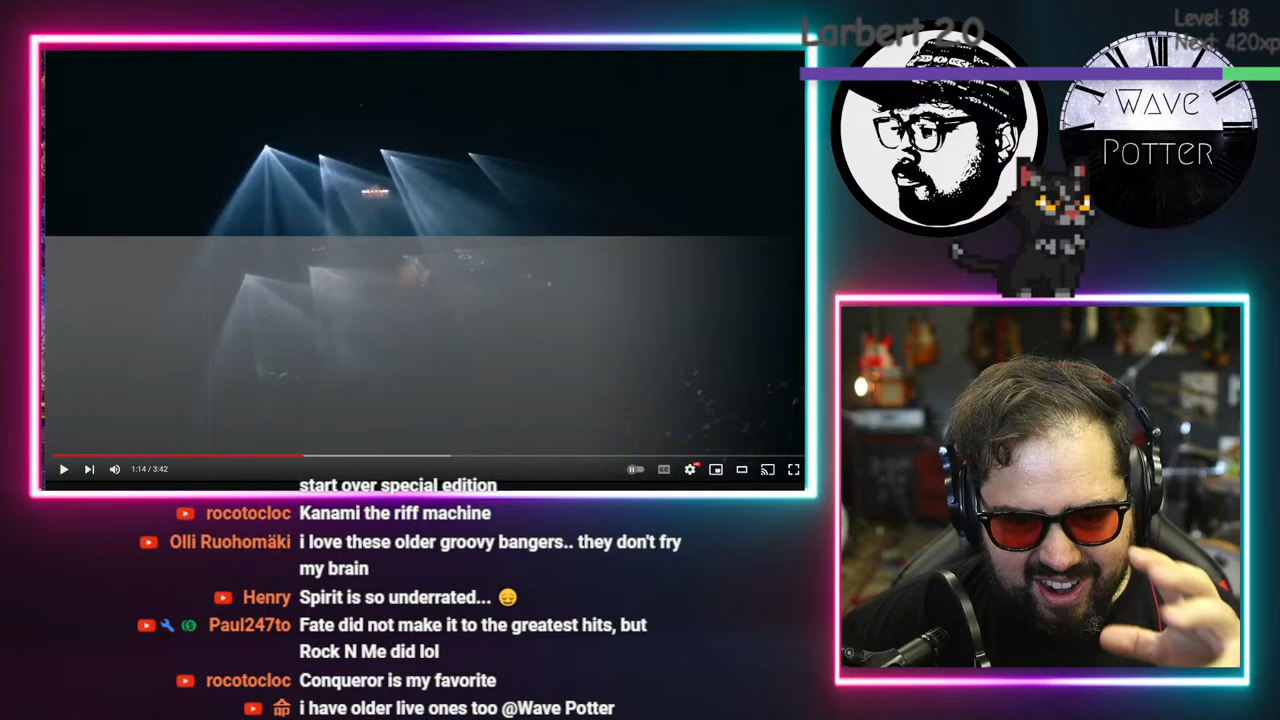 Larbert 2.0
Level: 18
Next: 420xp
WAVE
POTTER
1:14 / 3:42
start over special edition
rocotocloc Kanami the riff machine
Olli Ruohomäki i love these older groovy bangers.. they don't fry
my brain
Henry Spirit is so underrated... 😌
Paul247to Fate did not make it to the greatest hits, but
Rock N Me did lol
rocotocloc Conqueror is my favorite
命 i have older live ones too @Wave Potter